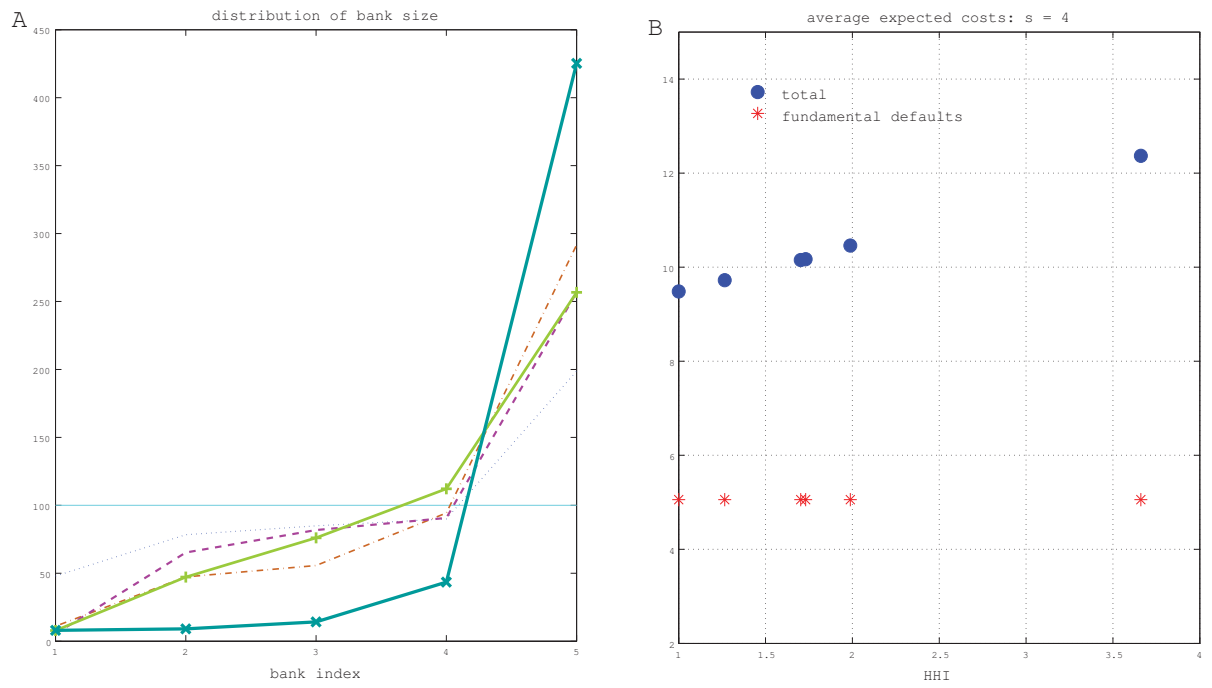 A
distribution of bank size
450
400
350
300
250
200
150
100
50
0
1 2 3 4 5
bank index
B
average expected costs: s = 4
total
fundamental defaults
14
12
10
8
6
4
2
1 1.5 2 2.5 3 3.5 4
HHI